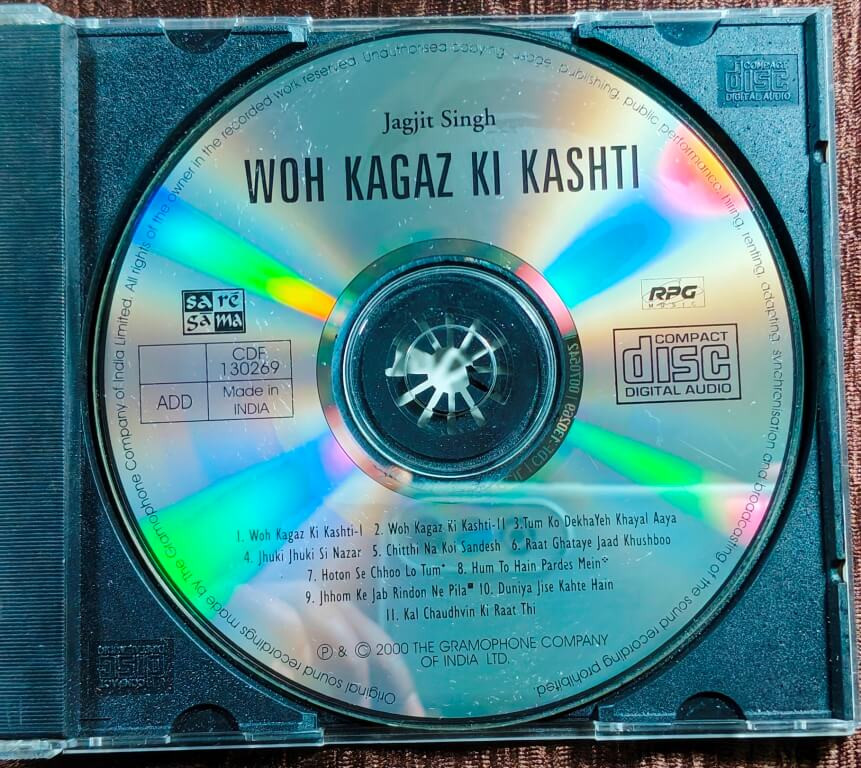 Original sound recordings made by the Gramophone Company of India Limited. All rights of the owner in the recorded work reserved. Unauthorised copying, usage, publishing, public performance, hiring, renting, adapting, synchronisation and broadcasting of the sound recording prohibited.
COMPACT
disc
DIGITAL AUDIO
Jagjit Singh
WOH KAGAZ KI KASHTI
sa rē
ga ma
RPG
MUSIC
CDF
130269
ADD
Made in
INDIA
COMPACT
disc
DIGITAL AUDIO
1. Woh Kagaz Ki Kashti-I 2. Woh Kagaz Ki Kashti-II 3.Tum Ko DekhaYeh Khayal Aaya
4. Jhuki Jhuki Si Nazar 5. Chitthi Na Koi Sandesh 6. Raat Ghataye Jaad Khushboo
7. Hoton Se Chhoo Lo Tum* 8. Hum To Hain Pardes Mein❖
9. Jhhom Ke Jab Rindon Ne Pila■ 10. Duniya Jise Kahte Hain
11. Kal Chaudhvin Ki Raat Thi
℗ & © 2000 THE GRAMOPHONE COMPANY
OF INDIA LTD.